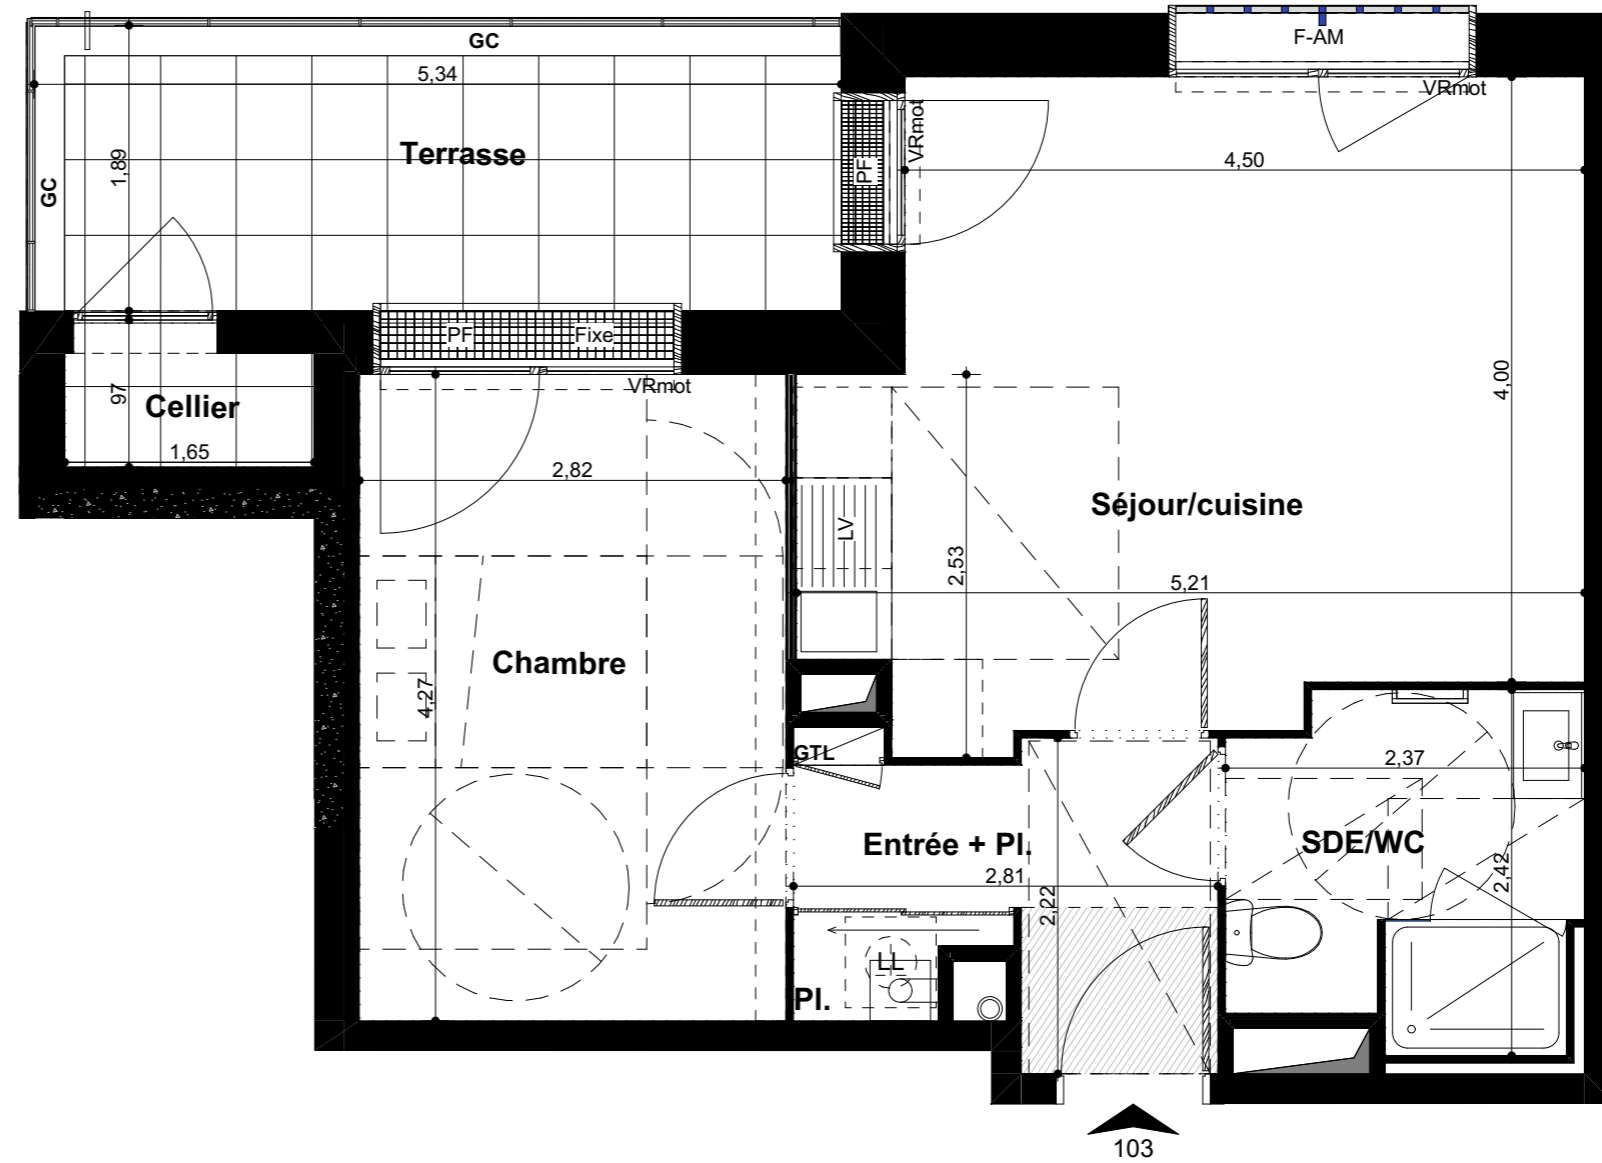 GC
F-AM
5,34
VRmot
Terrasse
VRmot
4,50
1,89
PF
GC
PF
Fixe
VRmot
4,00
97
Cellier
1,65
2,82
Séjour/cuisine
LV
2,53
5,21
Chambre
4,27
GTL
2,37
Entrée + Pl.
SDE/WC
2,81
2,42
2,22
LL
Pl.
103